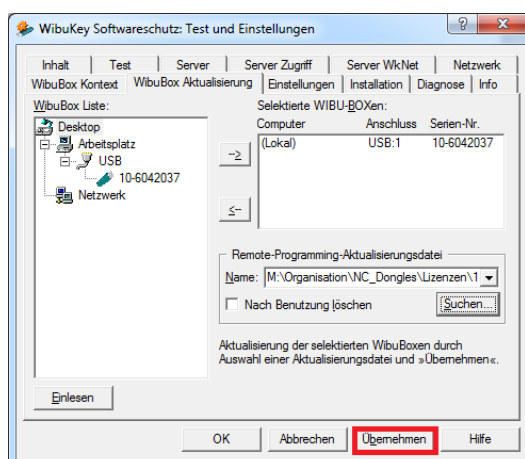 WibuKey Softwareschutz: Test und Einstellungen
Inhalt Test Server Server Zugriff Server WkNet Netzwerk
WibuBox Kontext WibuBox Aktualisierung Einstellungen Installation Diagnose Info
WibuBox Liste:
Desktop
Arbeitsplatz
USB
10-6042037
Netzwerk
Einlesen
Selektierte WIBU-BOXen:
Computer Anschluss Serien-Nr.
(Lokal) USB:1 10-6042037
-->
<--
Remote-Programming-Aktualisierungsdatei
Name: M:\Organisation\NC_Dongles\Lizenzen\1
Nach Benutzung löschen Suchen...
Aktualisierung der selektierten WibuBoxen durch
Auswahl einer Aktualisierungsdatei und »Übernehmen«.
OK Abbrechen Übernehmen Hilfe